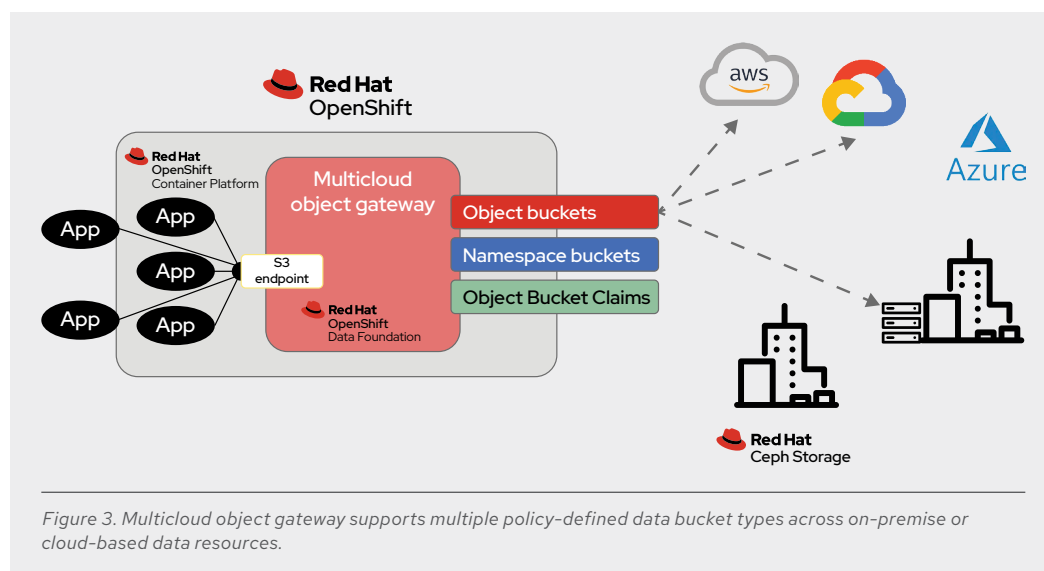 Red Hat
OpenShift
aws
Azure
Red Hat
OpenShift
Container Platform
Multicloud
object gateway
App
App
App
App
App
S3
endpoint
Object buckets
Namespace buckets
Object Bucket Claims
Red Hat
OpenShift
Data Foundation
Red Hat
Ceph Storage
Figure 3. Multicloud object gateway supports multiple policy-defined data bucket types across on-premise or
cloud-based data resources.